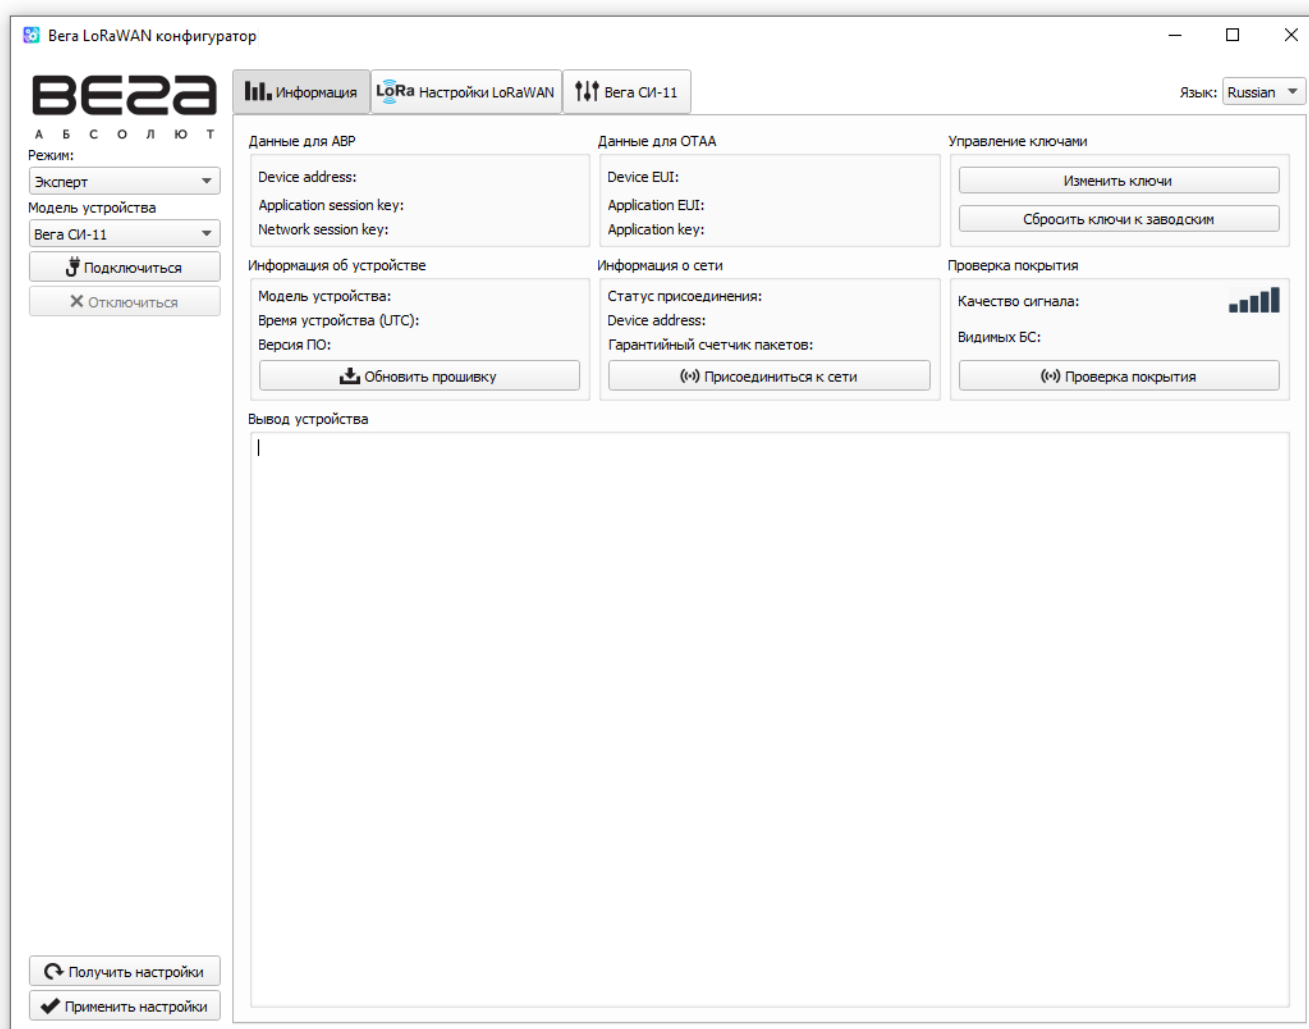 Вега LoRaWAN конфигуратор
ВЕГА
АБСОЛЮТ
Режим:
Эксперт
Модель устройства
Вега СИ-11
Подключиться
Отключиться
Получить настройки
Применить настройки
Информация
LoRa Настройки LoRaWAN
Вега СИ-11
Язык: Russian
Данные для ABP
Device address:
Application session key:
Network session key:
Данные для OTAA
Device EUI:
Application EUI:
Application key:
Управление ключами
Изменить ключи
Сбросить ключи к заводским
Информация об устройстве
Модель устройства:
Время устройства (UTC):
Версия ПО:
Обновить прошивку
Информация о сети
Статус присоединения:
Device address:
Гарантийный счетчик пакетов:
Присоединиться к сети
Проверка покрытия
Качество сигнала:
Видимых БС:
Проверка покрытия
Вывод устройства